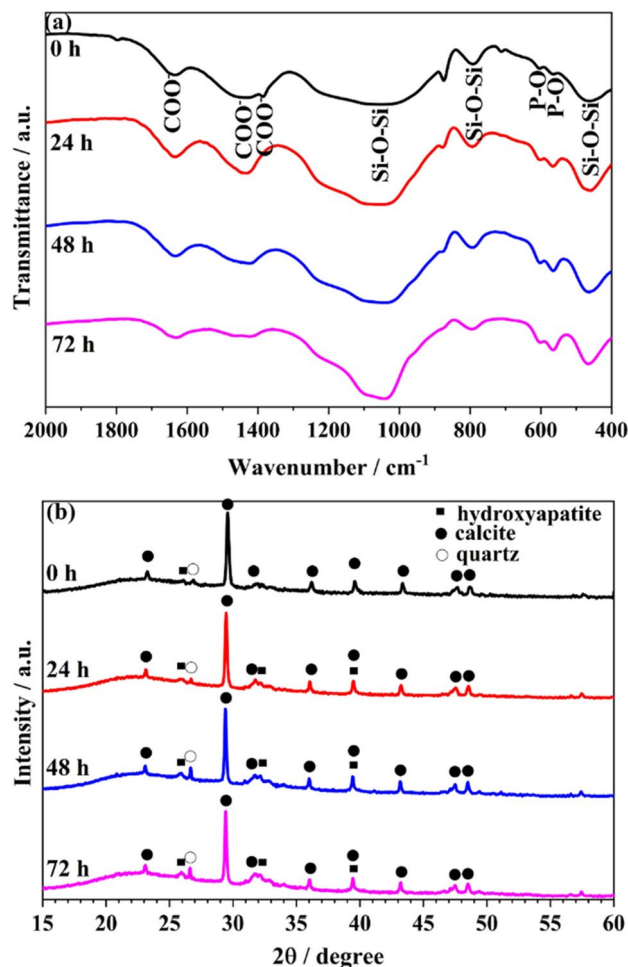 (a)
0 h
COO⁻
COO⁻
COO⁻
Si-O-Si
Si-O-Si
P-O
P-O
Si-O-Si
24 h
48 h
72 h
Transmittance / a.u.
2000 1800 1600 1400 1200 1000 800 600 400
Wavenumber / cm⁻¹
(b)
■ hydroxyapatite
● calcite
○ quartz
0 h
24 h
48 h
72 h
Intensity / a.u.
15 20 25 30 35 40 45 50 55 60
2θ / degree